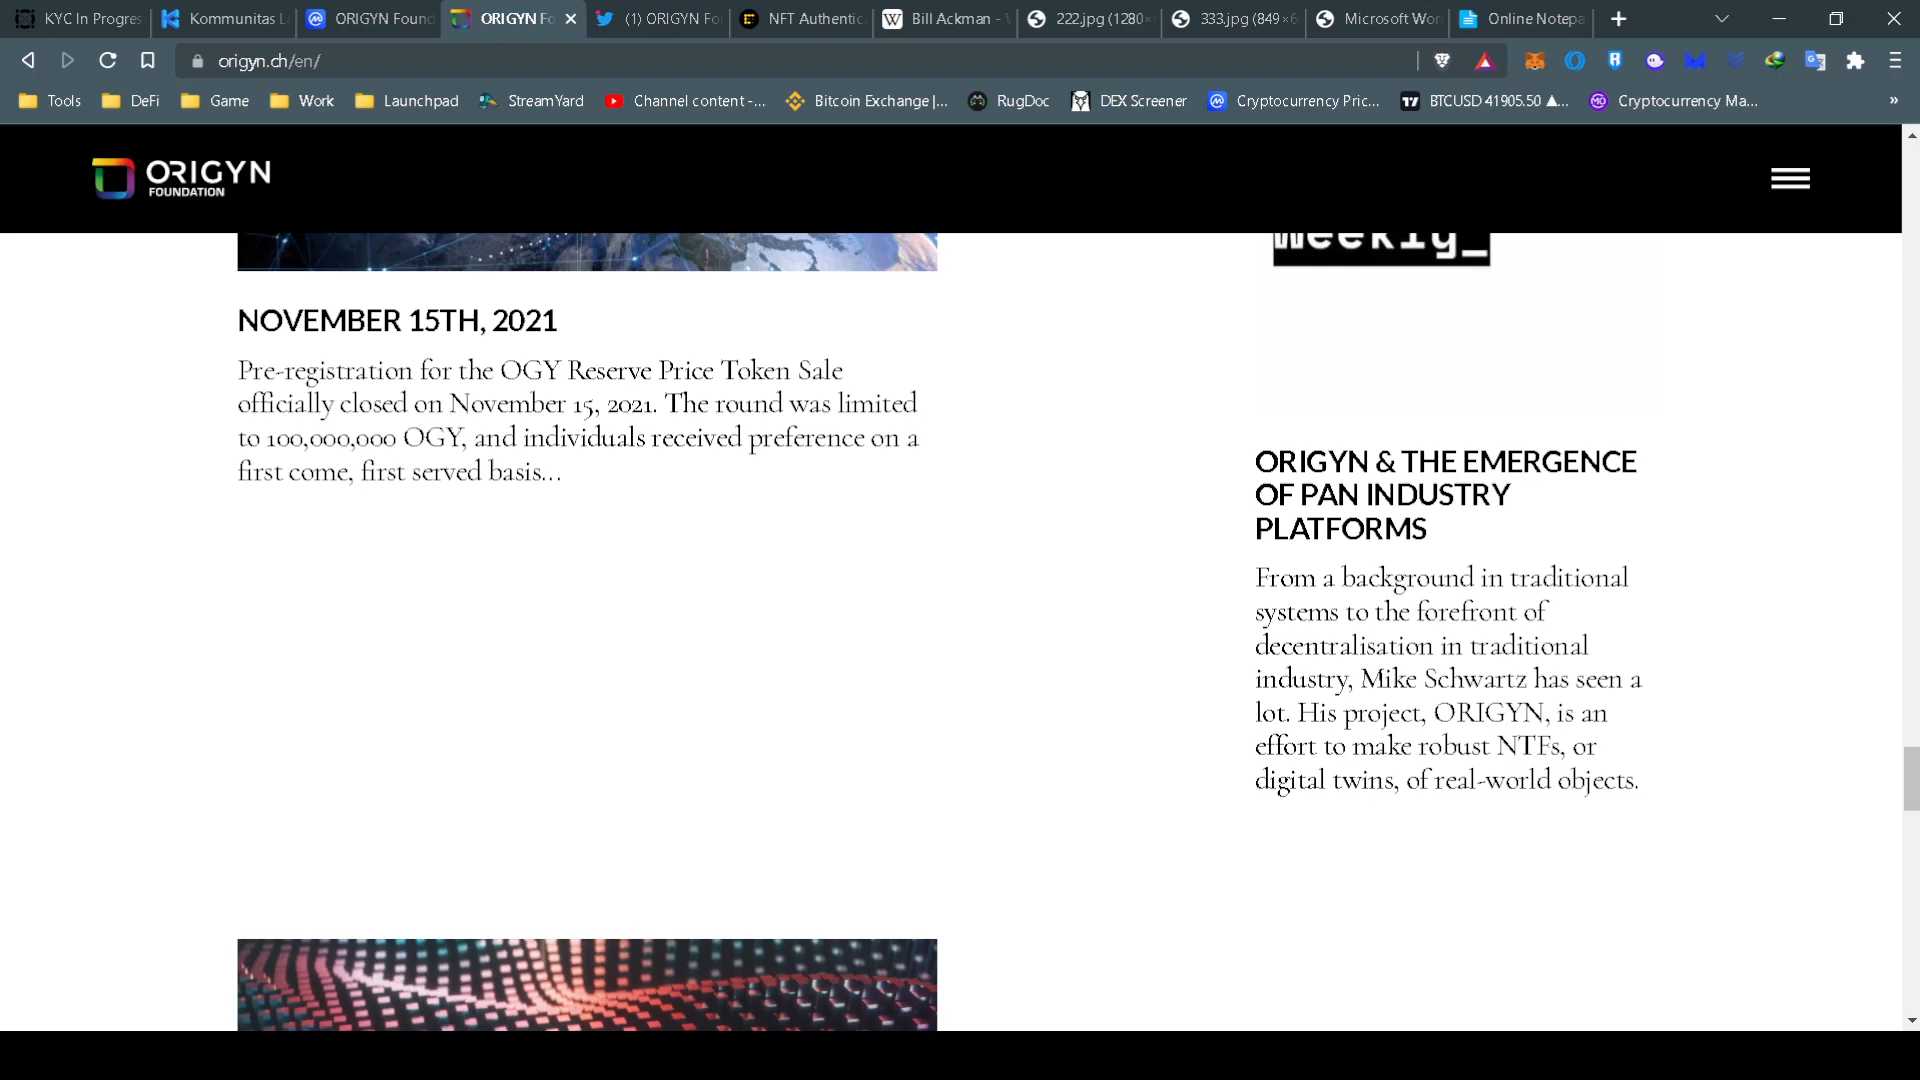 KYC In Progres
Kommunitas L
ORIGYN Found
ORIGYN Fo
(1) ORIGYN Fou
NFT Authentic
Bill Ackman -
222.jpg (1280×
333.jpg (849×6
Microsoft Wor
Online Notepa
origyn.ch/en/
Tools
DeFi
Game
Work
Launchpad
StreamYard
Channel content -...
Bitcoin Exchange |...
RugDoc
DEX Screener
Cryptocurrency Pric...
BTCUSD 41905.50 ▲...
Cryptocurrency Ma...
»
ORIGYN
FOUNDATION
Weekly_
NOVEMBER 15TH, 2021
Pre-registration for the OGY Reserve Price Token Sale
officially closed on November 15, 2021. The round was limited
to 100,000,000 OGY, and individuals received preference on a
first come, first served basis...
ORIGYN & THE EMERGENCE
OF PAN INDUSTRY
PLATFORMS
From a background in traditional
systems to the forefront of
decentralisation in traditional
industry, Mike Schwartz has seen a
lot. His project, ORIGYN, is an
effort to make robust NTFs, or
digital twins, of real-world objects.